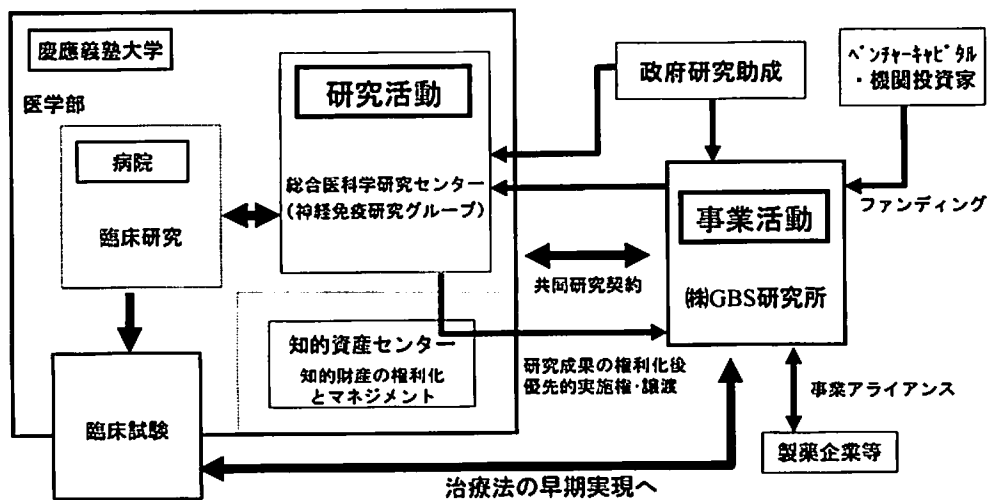 慶應義塾大学
医学部
病院
臨床研究
研究活動
総合医科学研究センター
(神経免疫研究グループ)
知的資産センター
知的財産の権利化
とマネジメント
臨床試験
政府研究助成
ベンチャーキャピタル
・機関投資家
ファンディング
事業活動
㈱GBS研究所
共同研究契約
研究成果の権利化後
優先的実施権・譲渡
事業アライアンス
製薬企業等
治療法の早期実現へ